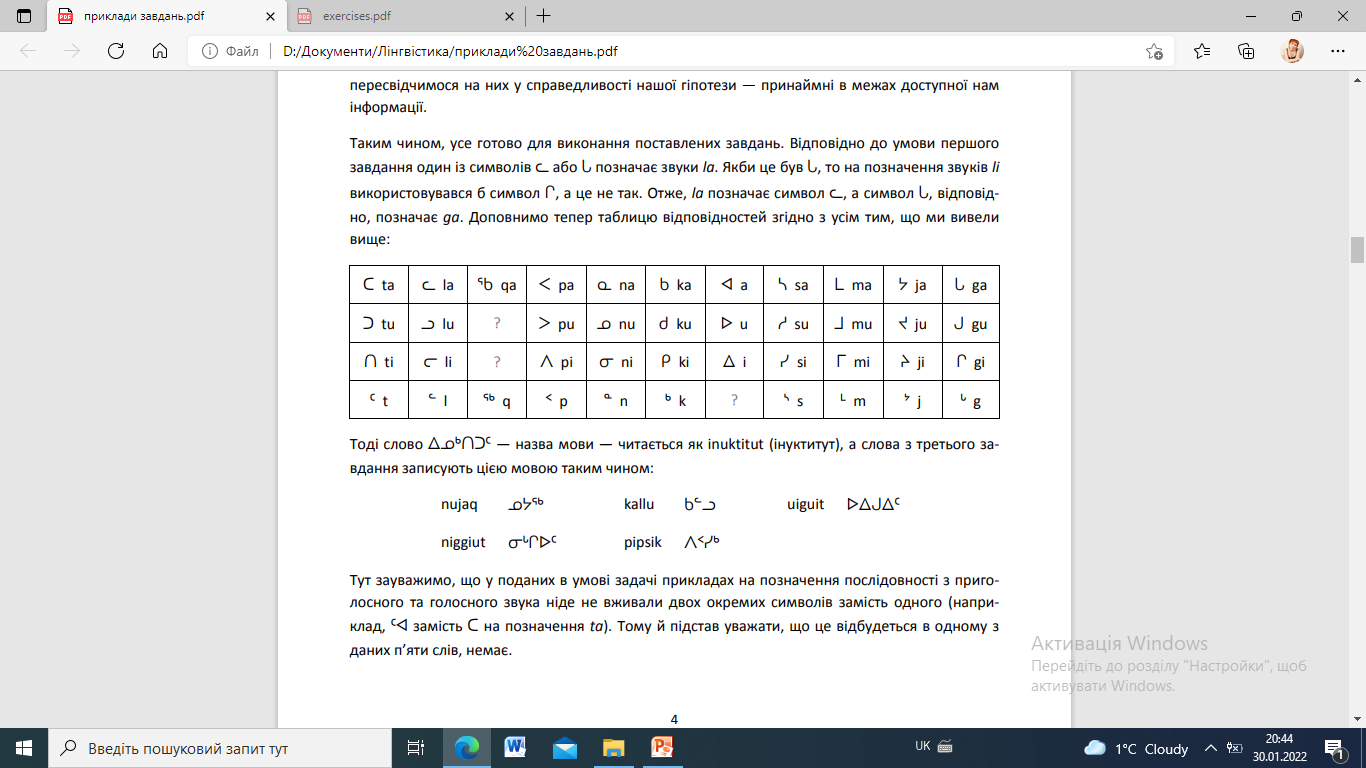 приклади завдань.pdf
exercises.pdf
Файл D:/Документи/Лінгвістика/приклади%20завдань.pdf
пересвідчимося на них у справедливості нашої гіпотези — принаймні в межах доступної нам
інформації.
Таким чином, усе готово для виконання поставлених завдань. Відповідно до умови першого
завдання один із символів ᓚ або ᒐ позначає звуки la. Якби це був ᒐ, то на позначення звуків li
використовувався б символ ᒋ, а це не так. Отже, la позначає символ ᓚ, а символ ᒐ, відповід-
но, позначає ga. Доповнимо тепер таблицю відповідностей згідно з усім тим, що ми вивели
вище:
ᑕ ta ᓚ la ᖃ qa ᐸ pa ᓇ na ᑲ ka ᐊ a ᓴ sa ᒪ ma ᔭ ja ᒐ ga
ᑐ tu ᓗ lu ? ᐳ pu ᓄ nu ᑯ ku ᐅ u ᓱ su ᒧ mu ᔪ ju ᒍ gu
ᑎ ti ᓕ li ? ᐱ pi ᓂ ni ᑭ ki ᐃ i ᓯ si ᒥ mi ᔨ ji ᒋ gi
ᑦ t ᓪ l ᖅ q ᑉ p ᓐ n ᒃ k ? ᔅ s ᒻ m ᔾ j ᒡ g
Тоді слово ᐃᓄᒃᑎᑐᑦ — назва мови — читається як inuktitut (інуктитут), а слова з третього за-
вдання записують цією мовою таким чином:
nujaq ᓄᔭᖅ kallu ᑲᓪᓗ uiguit ᐅᐃᒍᐃᑦ
niggiut ᓂᒡᒋᐅᑦ pipsik ᐱᑉᓯᒃ
Тут зауважимо, що у поданих в умові задачі прикладах на позначення послідовності з приго-
лосного та голосного звука ніде не вживали двох окремих символів замість одного (напри-
клад, ᑦᐊ замість ᑕ на позначення ta). Тому й підстав уважати, що це відбудеться в одному з
даних п’яти слів, немає.
4
Активація Windows
Перейдіть до розділу "Настройки", щоб
активувати Windows.
Введіть пошуковий запит тут
UK
1°C Cloudy
20:44
30.01.2022
1